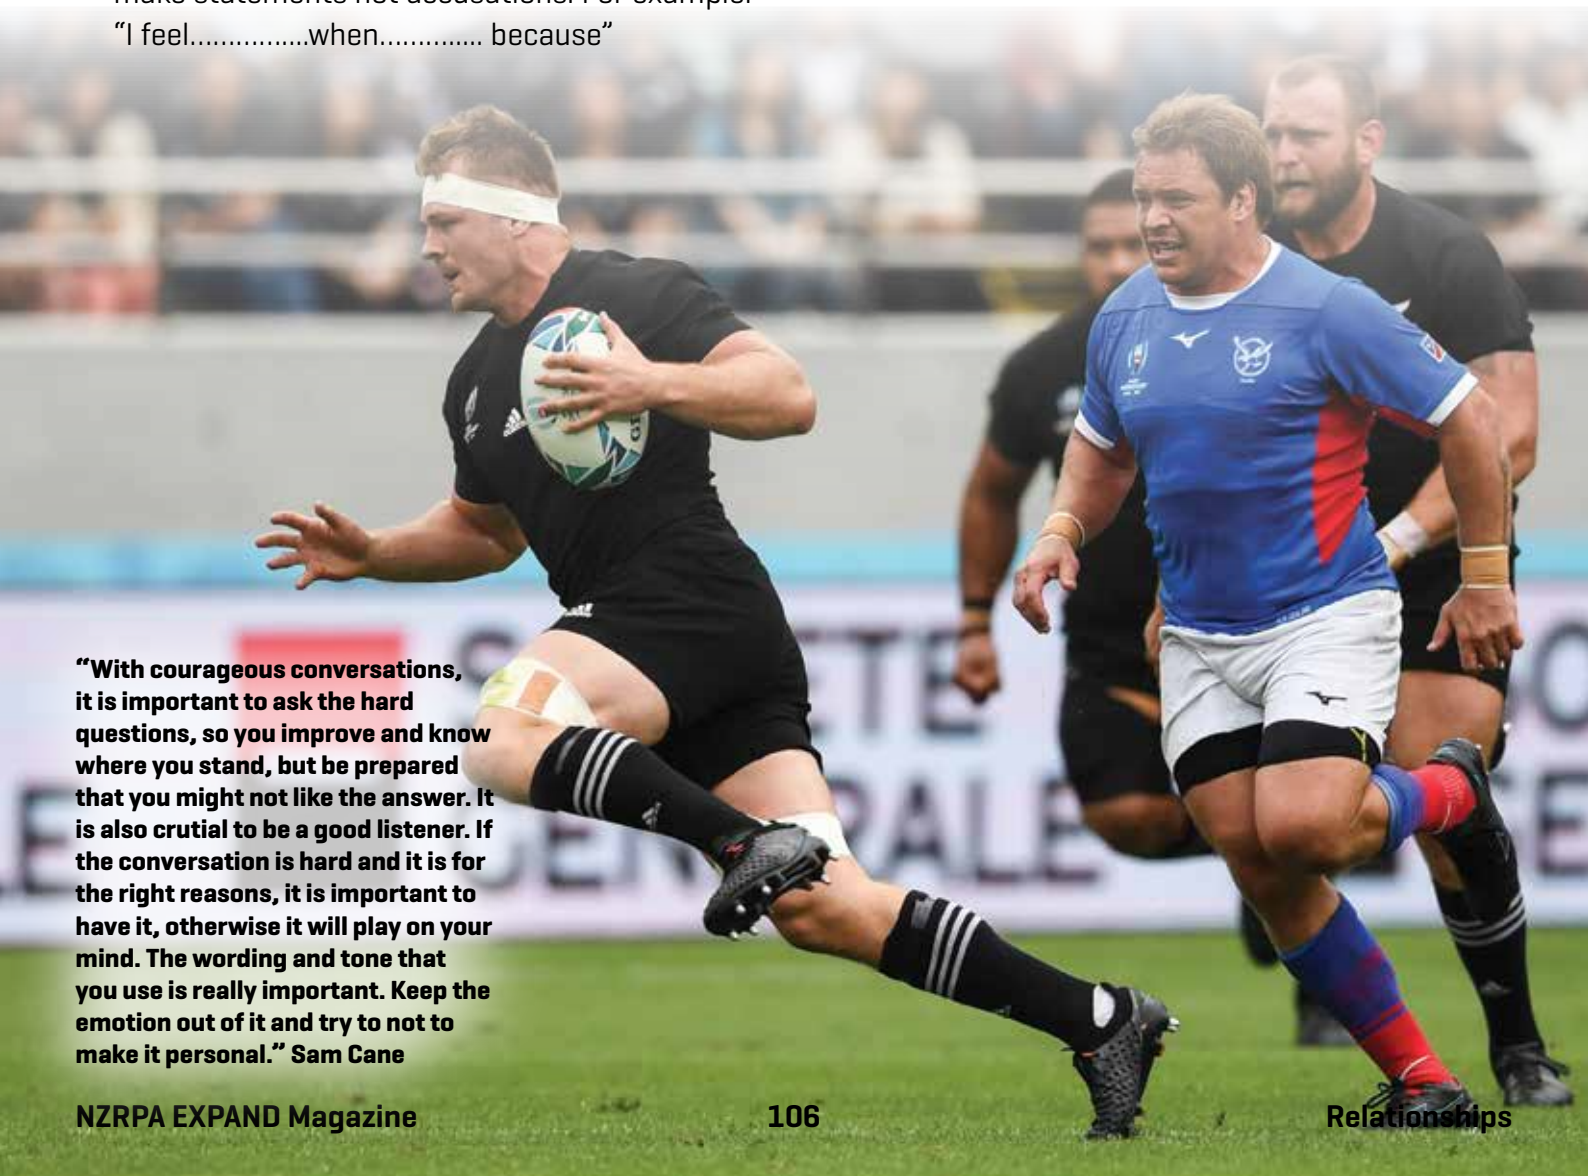 “I feel................when.............. because”
“With courageous conversations,
it is important to ask the hard
questions, so you improve and know
where you stand, but be prepared
that you might not like the answer. It
is also crutial to be a good listener. If
the conversation is hard and it is for
the right reasons, it is important to
have it, otherwise it will play on your
mind. The wording and tone that
you use is really important. Keep the
emotion out of it and try to not to
make it personal.” Sam Cane
NZRPA EXPAND Magazine
106
Relationships